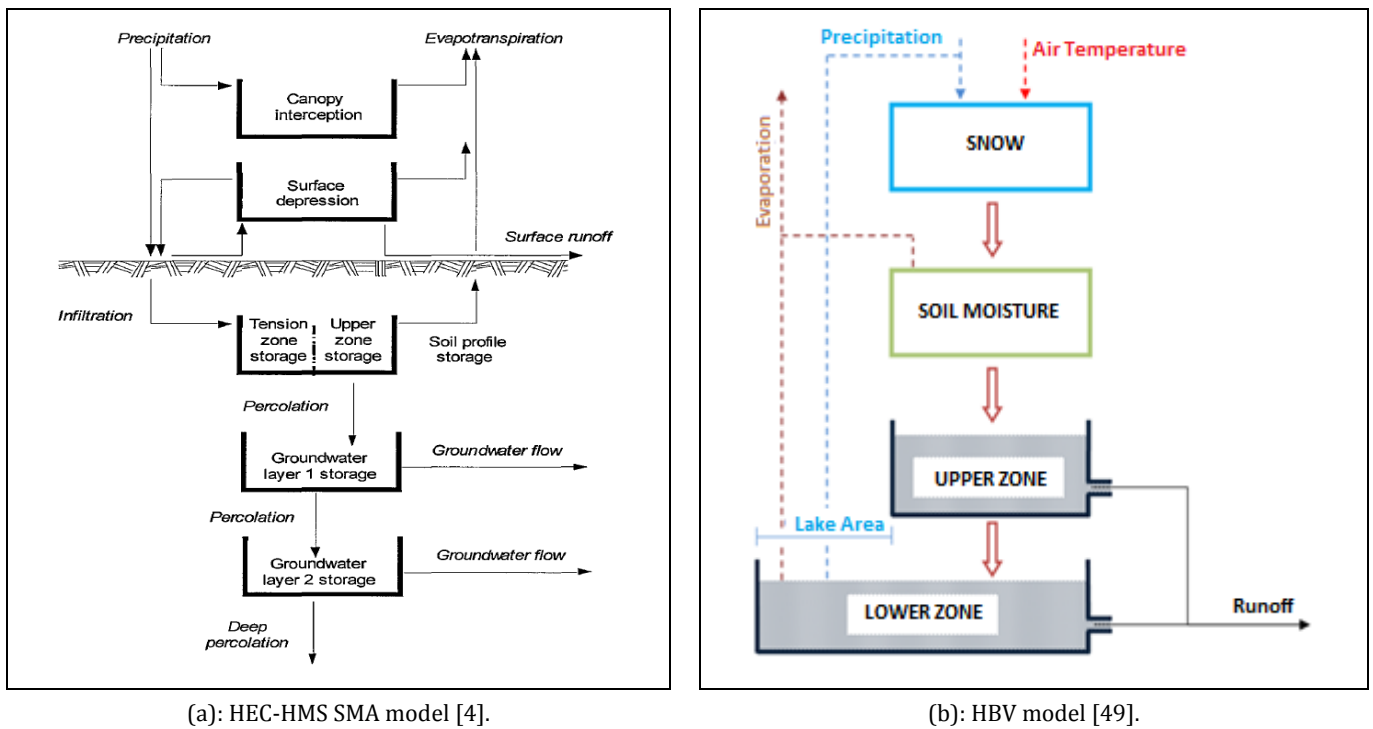 Precipitation
Evapotranspiration
Canopy
interception
Surface
depression
Surface runoff
Infiltration
Tension
zone
storage
Upper
zone
storage
Soil profile
storage
Percolation
Groundwater
layer 1 storage
Groundwater flow
Percolation
Groundwater
layer 2 storage
Groundwater flow
Deep
percolation
(a): HEC-HMS SMA model [4].
Precipitation
Air Temperature
Evaporation
SNOW
SOIL MOISTURE
UPPER ZONE
Lake Area
LOWER ZONE
Runoff
(b): HBV model [49].